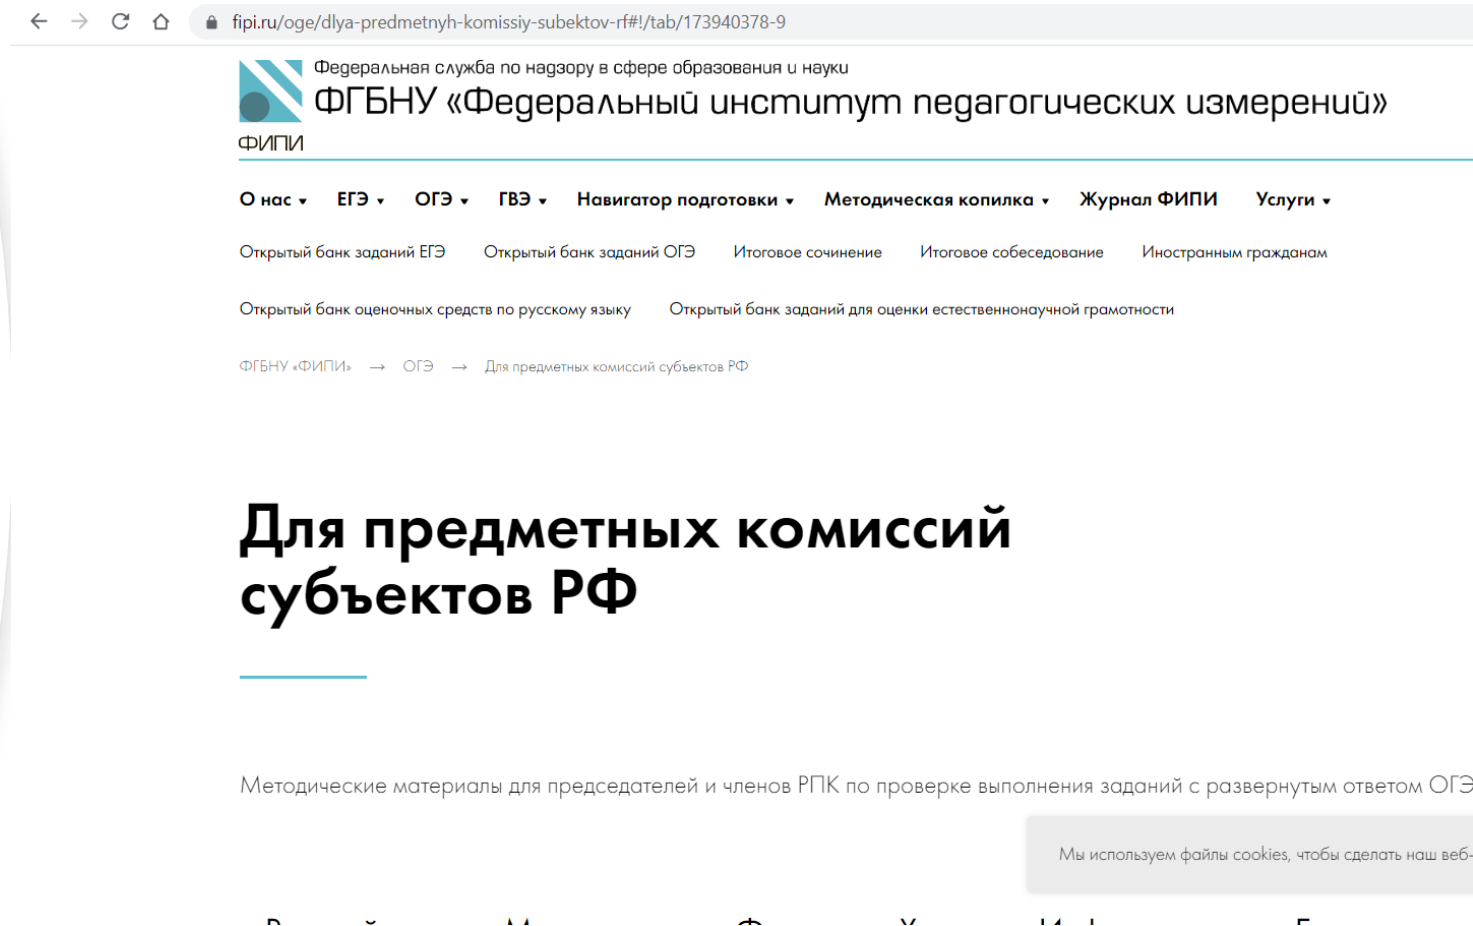 fipi.ru/oge/dlya-predmetnyh-komissiy-subektov-rf#!/tab/173940378-9
Федеральная служба по надзору в сфере образования и науки
ФГБНУ «Федеральный институт педагогических измерений»
ФИПИ
О нас ЕГЭ ОГЭ ГВЭ Навигатор подготовки Методическая копилка Журнал ФИПИ Услуги
Открытый банк заданий ЕГЭ Открытый банк заданий ОГЭ Итоговое сочинение Итоговое собеседование Иностранным гражданам
Открытый банк оценочных средств по русскому языку Открытый банк заданий для оценки естественнонаучной грамотности
ФГБНУ «ФИПИ» → ОГЭ → Для предметных комиссий субъектов РФ
Для предметных комиссий
субъектов РФ
Методические материалы для председателей и членов РПК по проверке выполнения заданий с развернутым ответом ОГЭ
Мы используем файлы cookies, чтобы сделать наш веб-